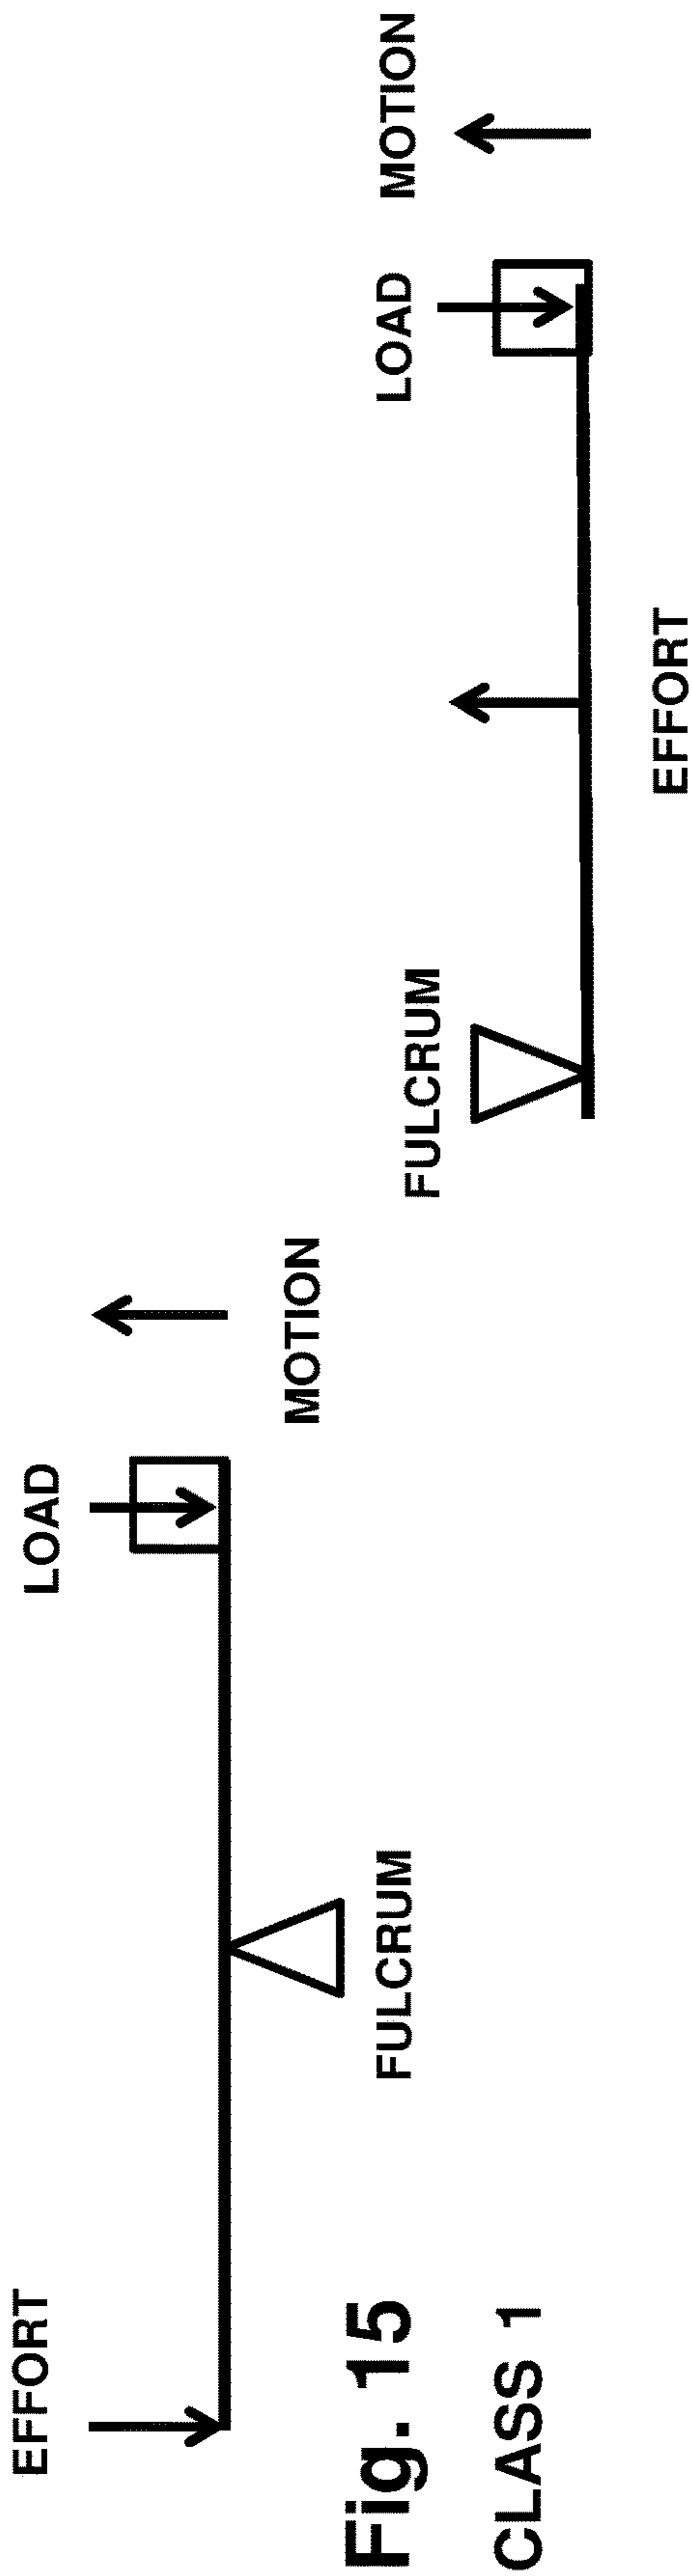 EFFORT
LOAD
MOTION
FULCRUM
Fig. 15
CLASS 1
FULCRUM
LOAD
MOTION
EFFORT